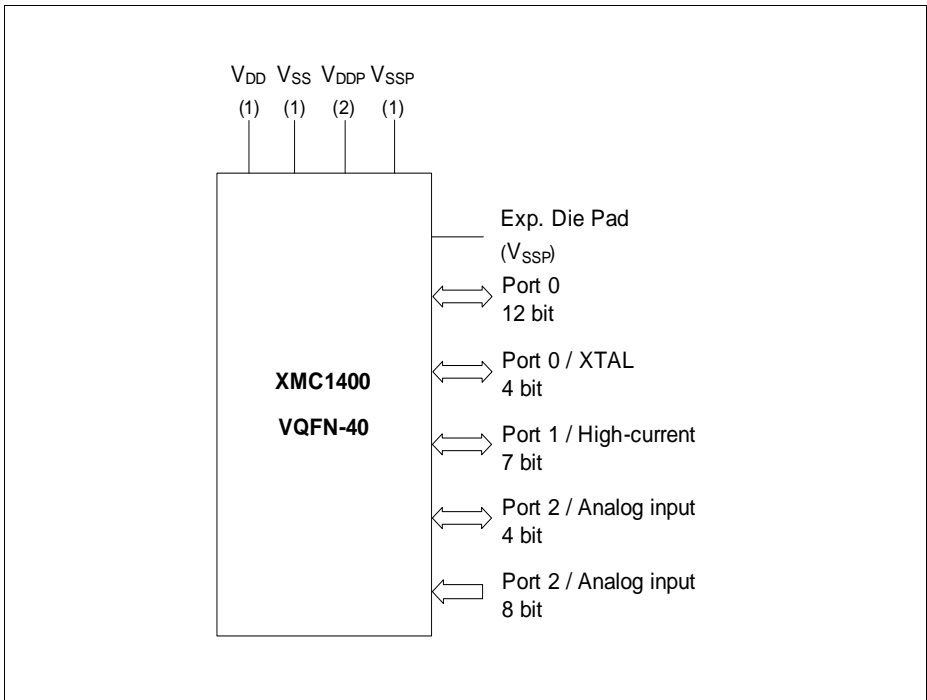 VDD VSS VDDP VSSP
(1) (1) (2) (1)
Exp. Die Pad
(VSSP)
Port 0
12 bit
Port 0 / XTAL
4 bit
XMC1400
VQFN-40
Port 1 / High-current
7 bit
Port 2 / Analog input
4 bit
Port 2 / Analog input
8 bit